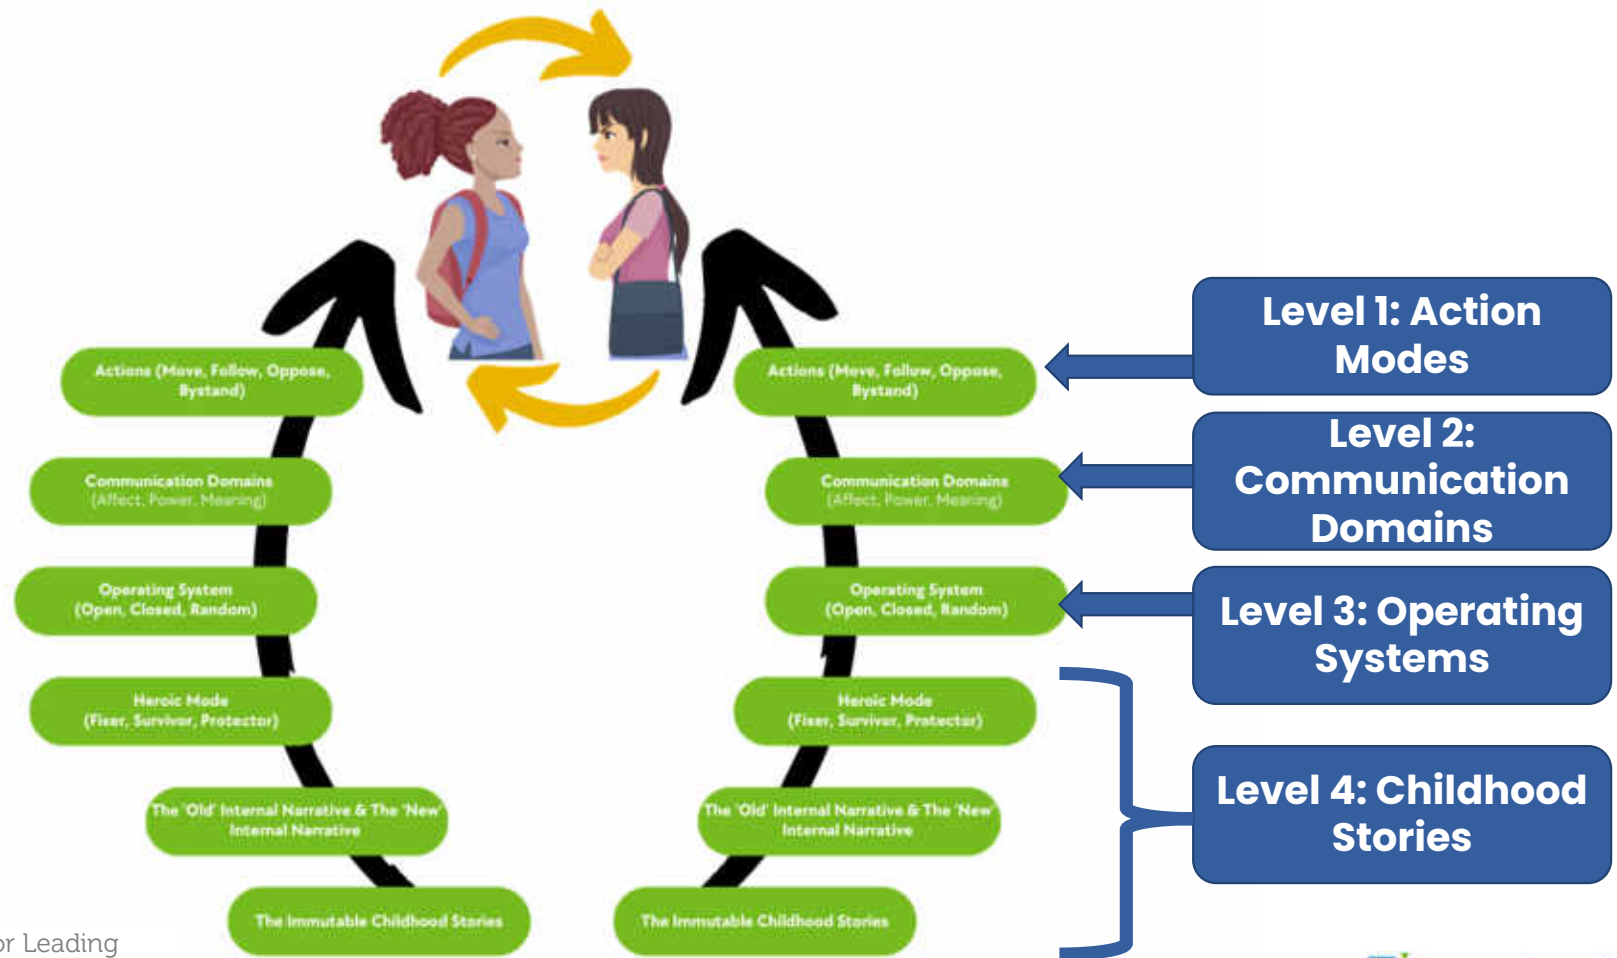 Actions (Move, Follow, Oppose,
Bystand)
Communication Domains
(Affect, Power, Meaning)
Operating System
(Open, Closed, Random)
Heroic Mode
(Fixer, Survivor, Protector)
The 'Old' Internal Narrative & The 'New'
Internal Narrative
The Immutable Childhood Stories
Actions (Move, Follow, Oppose,
Bystand)
Communication Domains
(Affect, Power, Meaning)
Operating System
(Open, Closed, Random)
Heroic Mode
(Fixer, Survivor, Protector)
The 'Old' Internal Narrative & The 'New'
Internal Narrative
The Immutable Childhood Stories
Level 1: Action
Modes
Level 2:
Communication
Domains
Level 3: Operating
Systems
Level 4: Childhood
Stories
or Leading